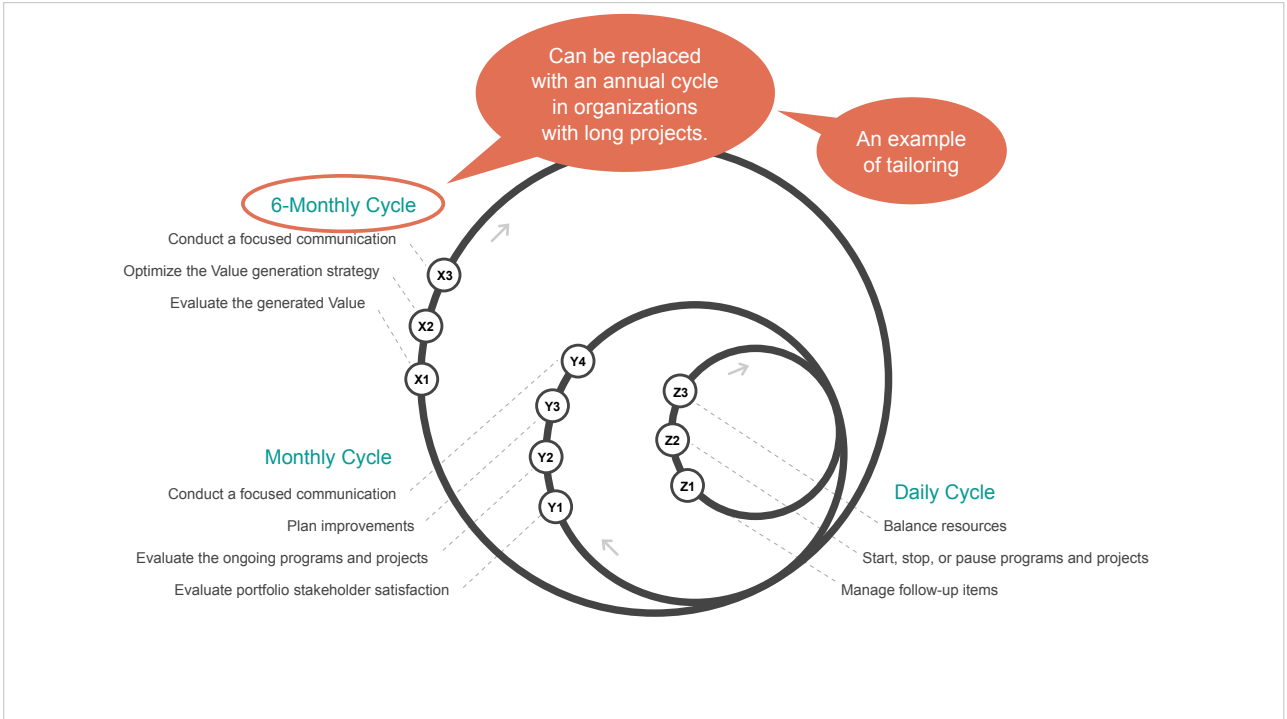 Can be replaced
with an annual cycle
in organizations
with long projects.
An example
of tailoring
6-Monthly Cycle
Conduct a focused communication
Optimize the Value generation strategy
Evaluate the generated Value
X3
X2
X1
Monthly Cycle
Conduct a focused communication
Plan improvements
Evaluate the ongoing programs and projects
Evaluate portfolio stakeholder satisfaction
Y4
Y3
Y2
Y1
Z3
Z2
Z1
Daily Cycle
Balance resources
Start, stop, or pause programs and projects
Manage follow-up items